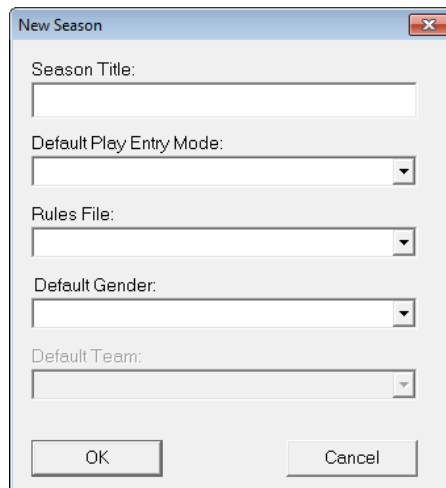 New Season
Season Title:
Default Play Entry Mode:
Rules File:
Default Gender:
Default Team:
OK
Cancel